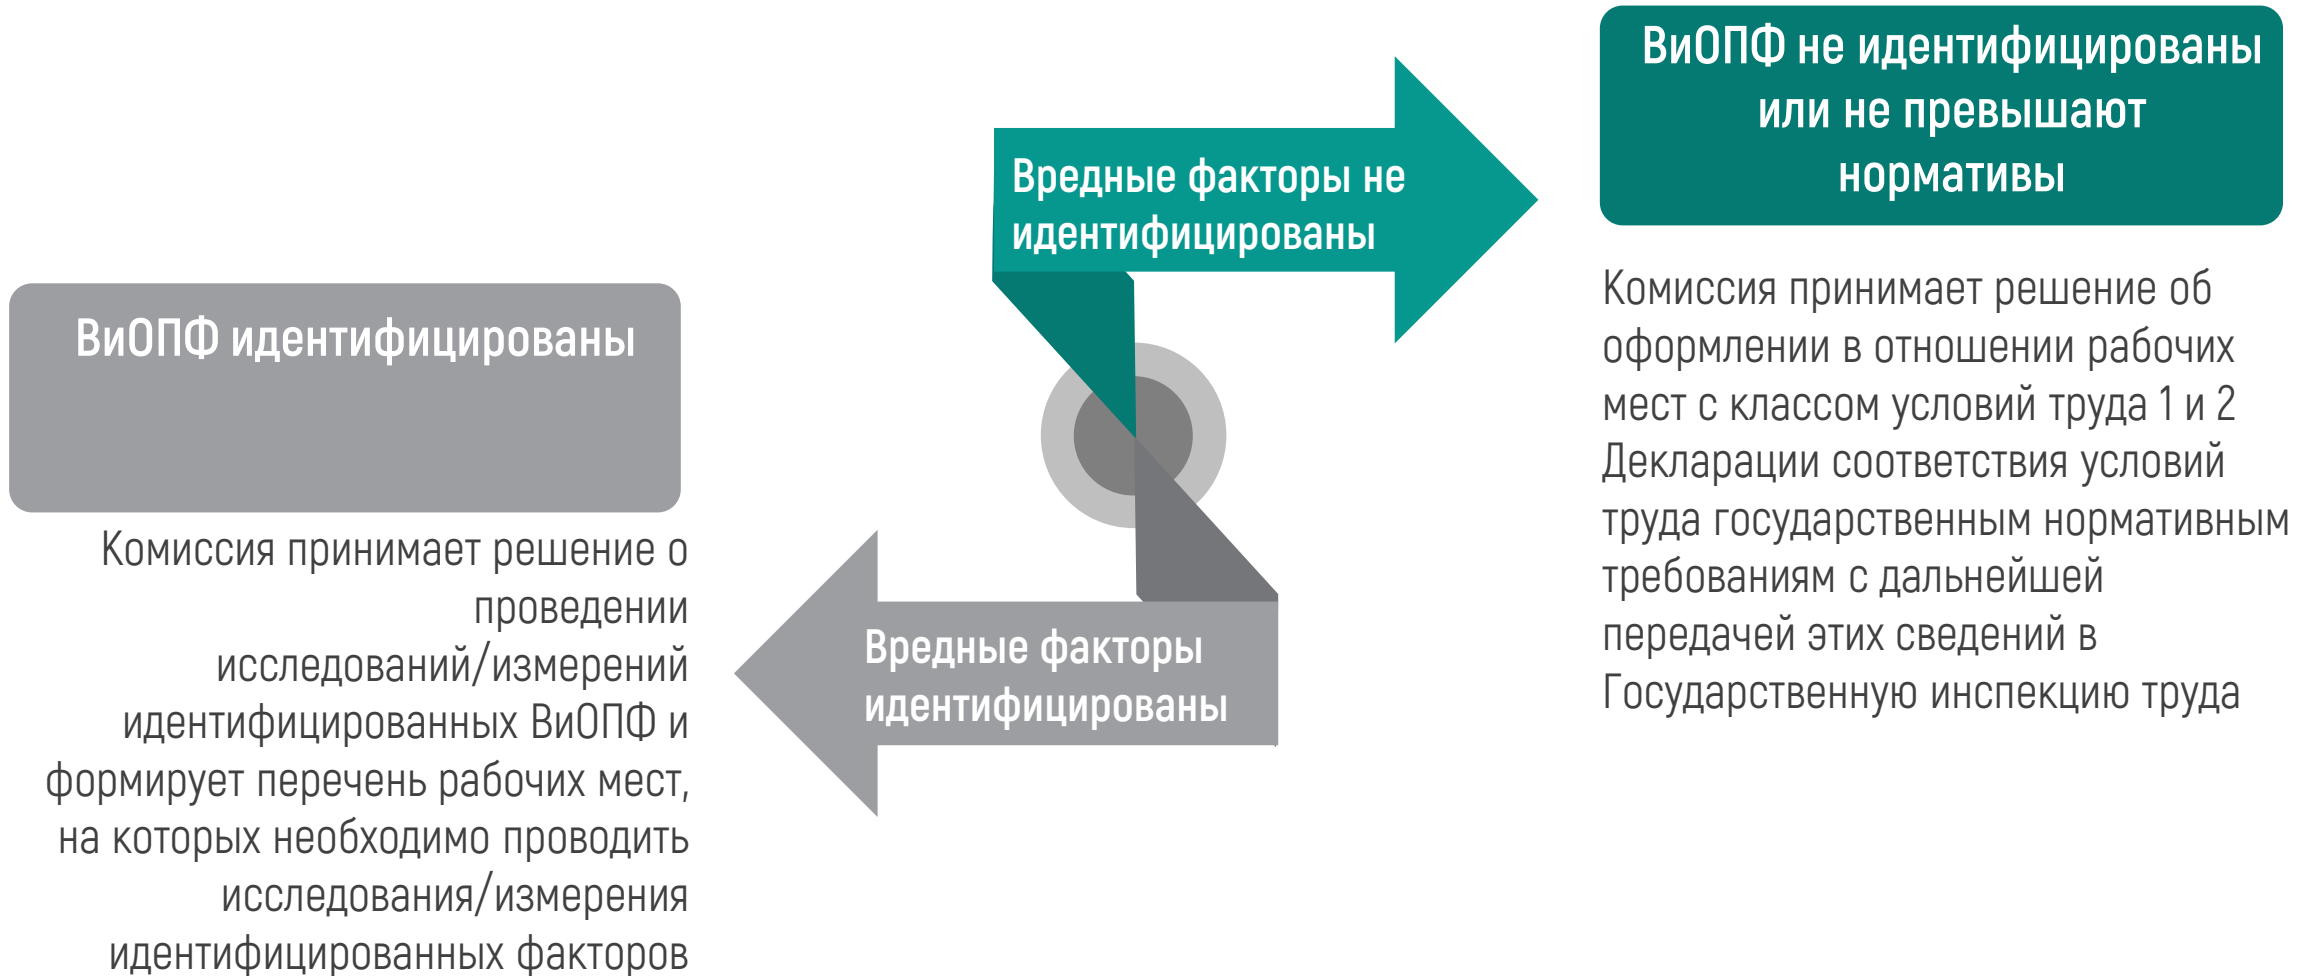 ВиОПФ не идентифицированы
или не превышают
нормативы
Вредные факторы не
идентифицированы
Комиссия принимает решение об
оформлении в отношении рабочих
мест с классом условий труда 1 и 2
Декларации соответствия условий
труда государственным нормативным
требованиям с дальнейшей
передачей этих сведений в
Государственную инспекцию труда
ВиОПФ идентифицированы
Комиссия принимает решение о
проведении
исследований/измерений
идентифицированных ВиОПФ и
формирует перечень рабочих мест,
на которых необходимо проводить
исследования/измерения
идентифицированных факторов
Вредные факторы
идентифицированы